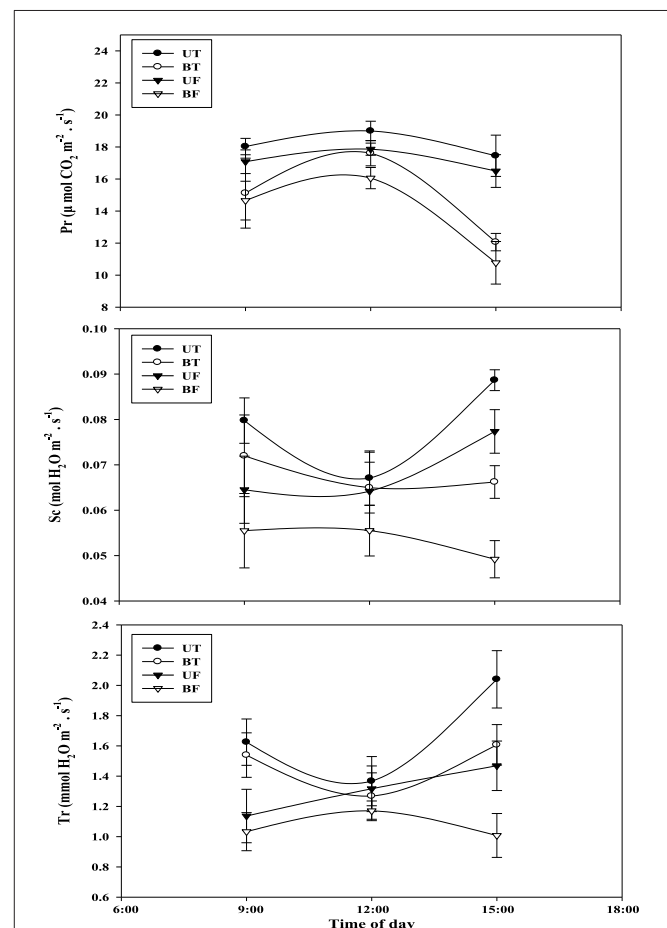 24
22
20
18
16
14
12
10
8
Pr (µ mol CO₂ m⁻² . s⁻¹)
UT
BT
UF
BF
0.10
0.09
0.08
0.07
0.06
0.05
0.04
Sc (mol H₂O m⁻² . s⁻¹)
UT
BT
UF
BF
2.4
2.2
2.0
1.8
1.6
1.4
1.2
1.0
0.8
0.6
Tr (mmol H₂O m⁻² . s⁻¹)
UT
BT
UF
BF
6:00 9:00 12:00 15:00 18:00
Time of day